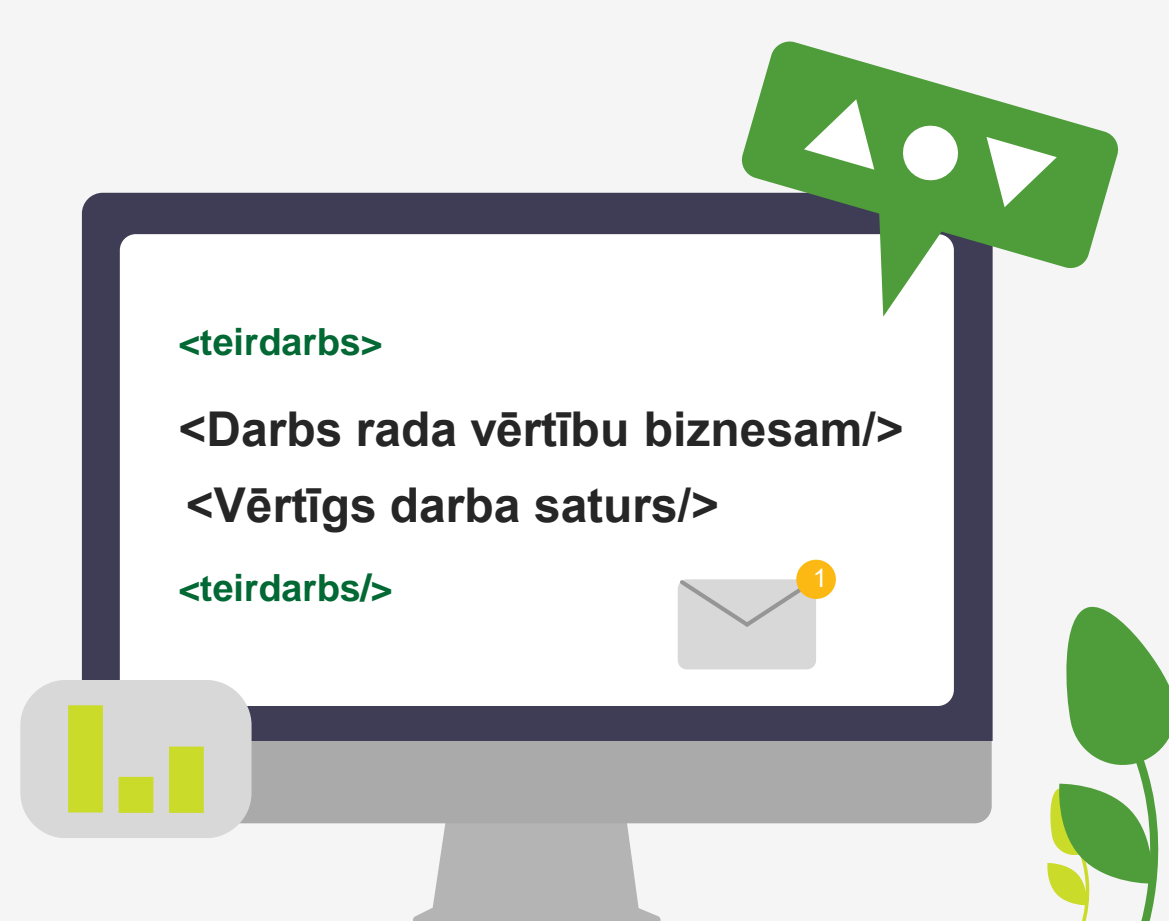 <teirdarbs>
<Darbs rada vērtību biznesam/>
<Vērtīgs darba saturs/>
<teirdarbs/>
1